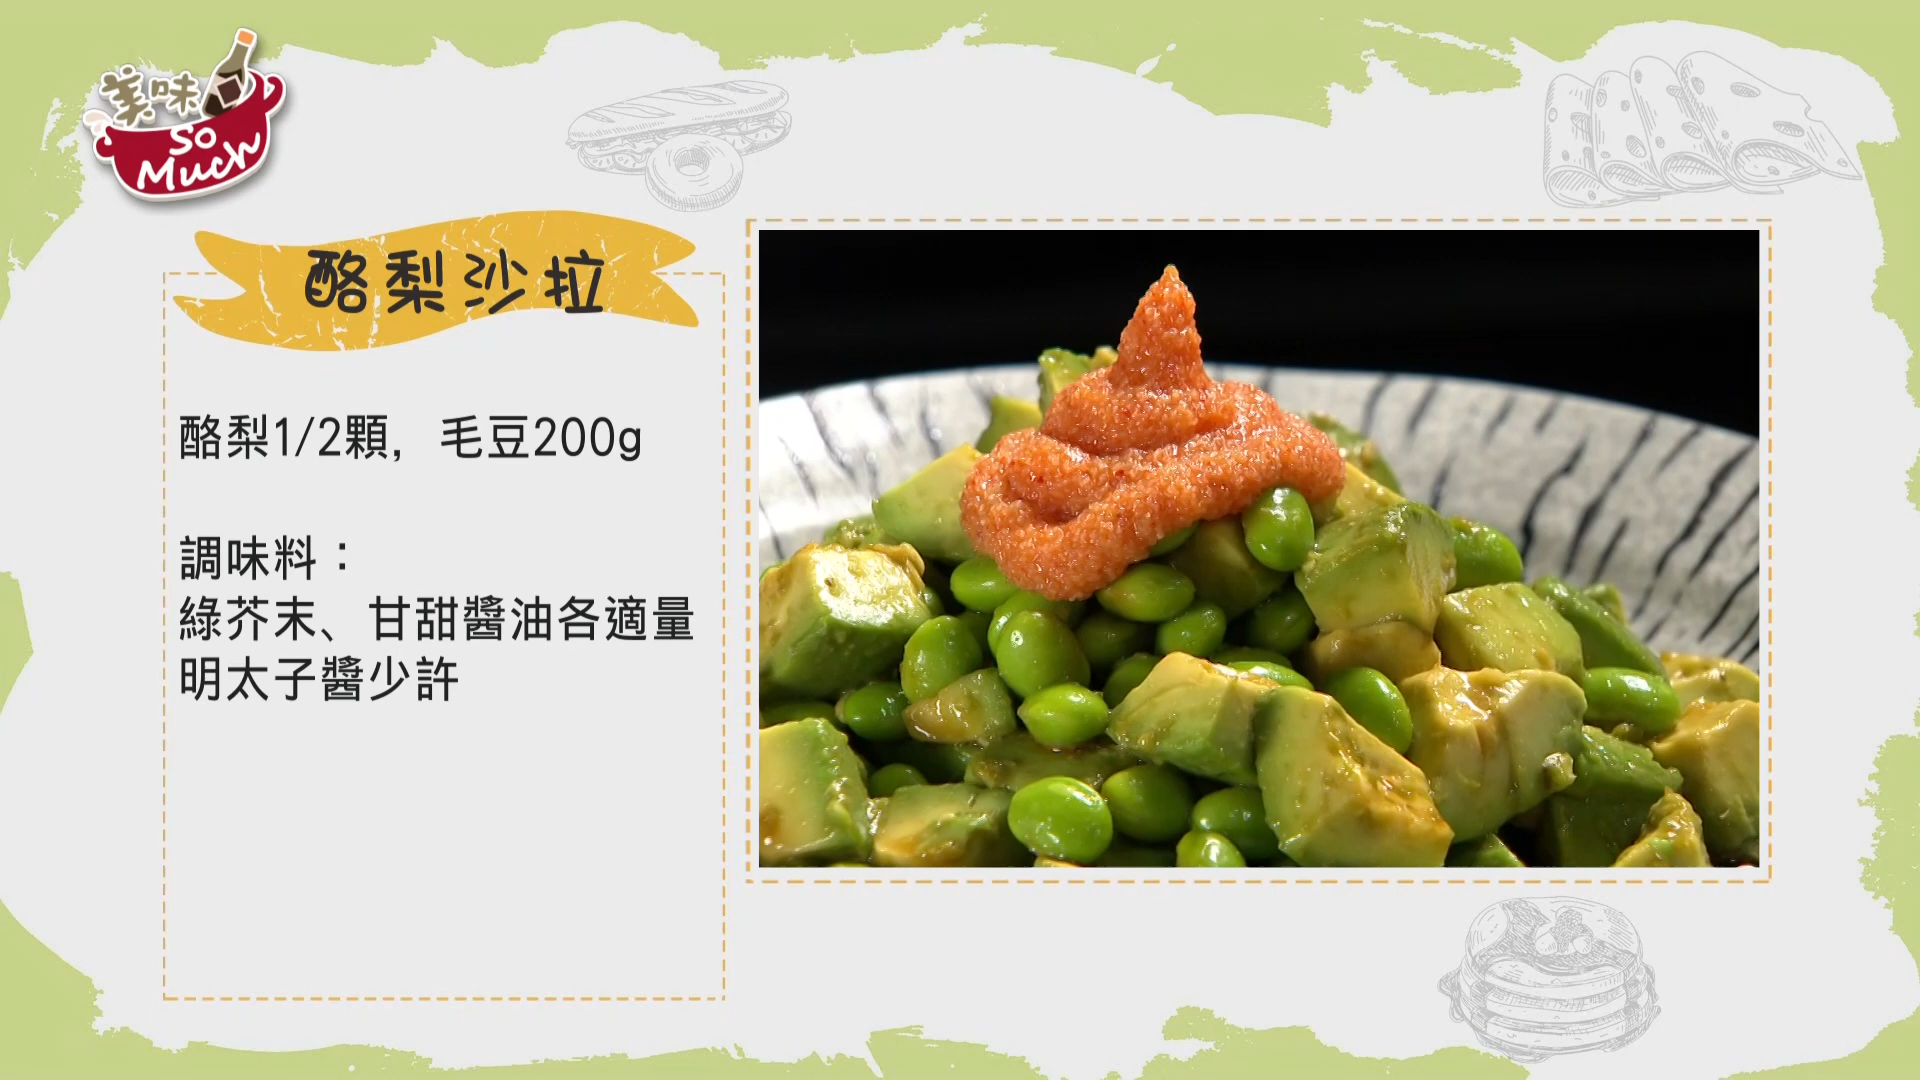 美味
So
Much
酪梨沙拉
酪梨1/2顆，毛豆200g
調味料：
綠芥末、甘甜醬油各適量
明太子醬少許